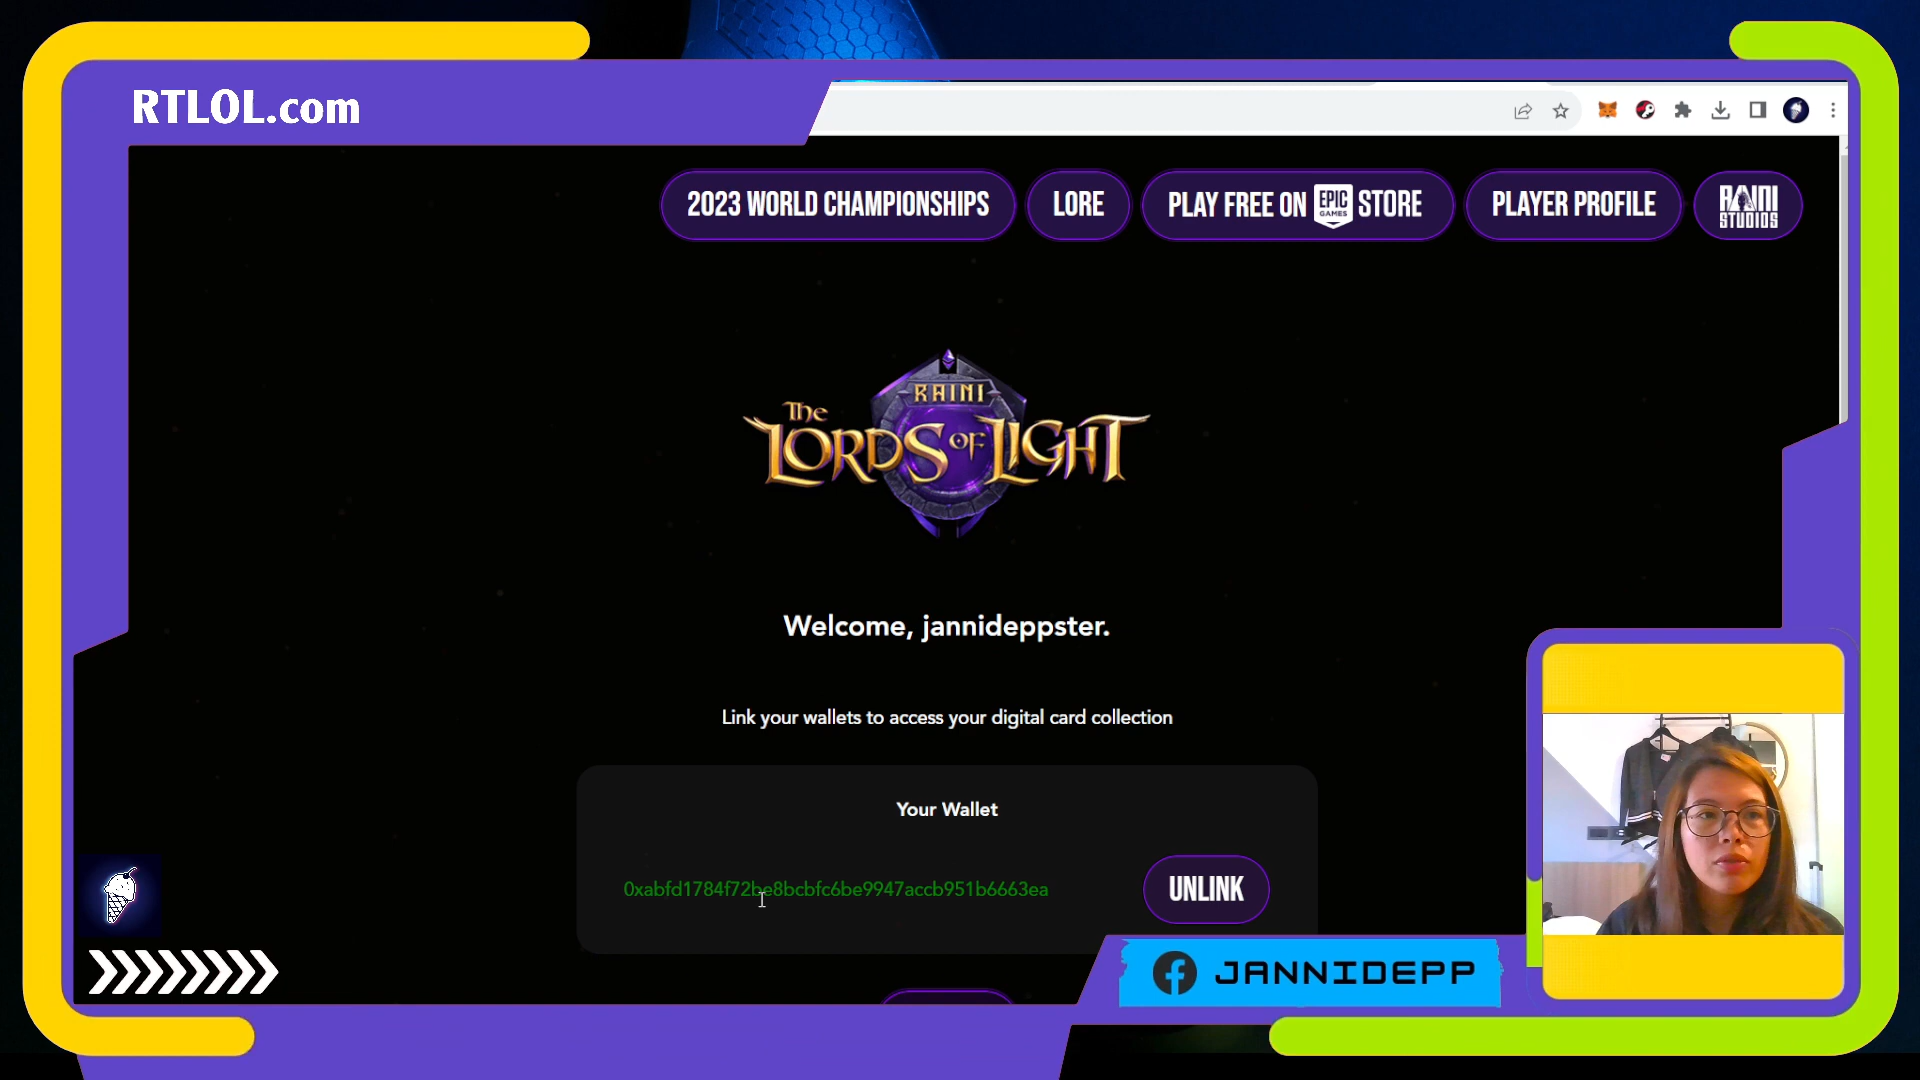 RTLOL.com
2023 WORLD CHAMPIONSHIPS
LORE
PLAY FREE ON EPIC GAMES STORE
PLAYER PROFILE
RAINI STUDIOS
RAINI
The LORDS OF LIGHT
Welcome, jannideppster.
Link your wallets to access your digital card collection
Your Wallet
0xabfd1784f72be8bcbfc6be9947accb951b6663ea
UNLINK
JANNIDEPP